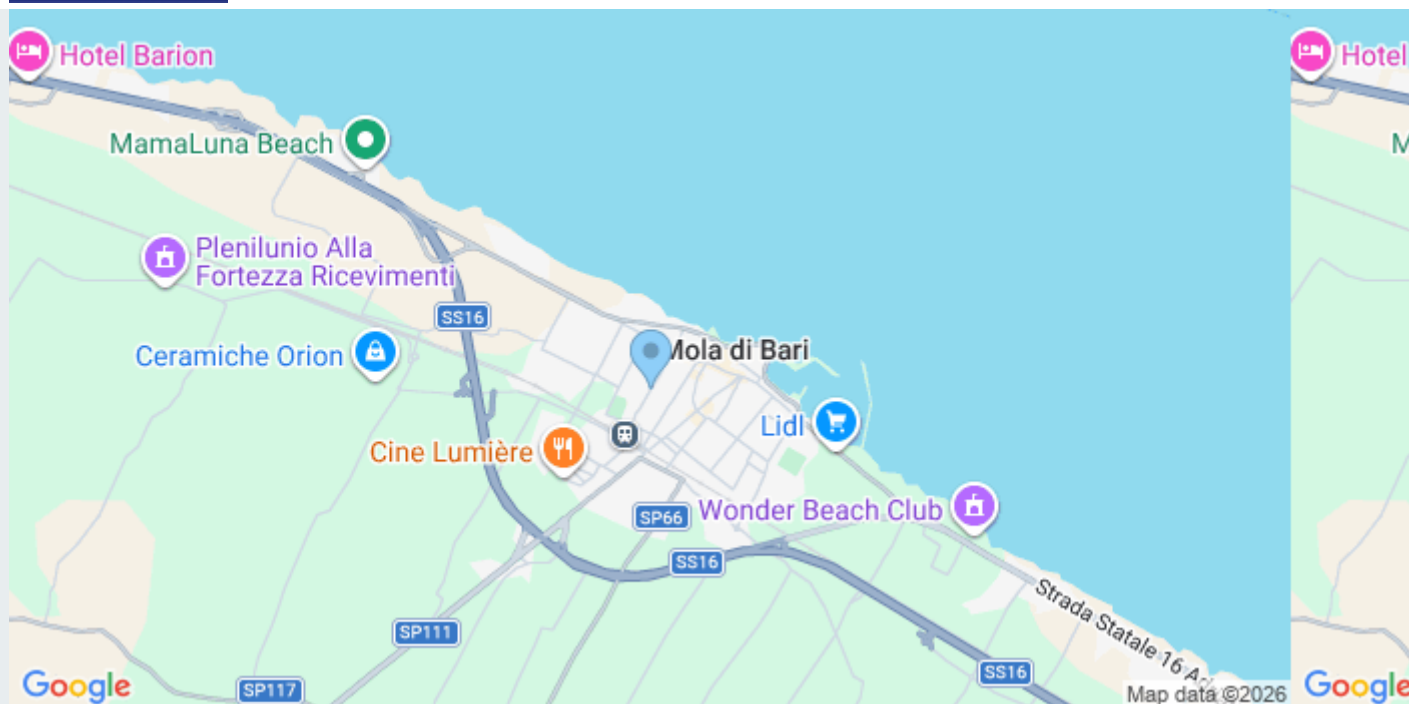 Hotel Barion
Hotel
MamaLuna Beach
M
Plenilunio Alla
Fortezza Ricevimenti
SS16
Ceramiche Orion
Mola di Bari
Lidl
Cine Lumière
SP66
Wonder Beach Club
SS16
Strada Statale 16
SP111
SS16
Google
SP117
Map data ©2026
Google